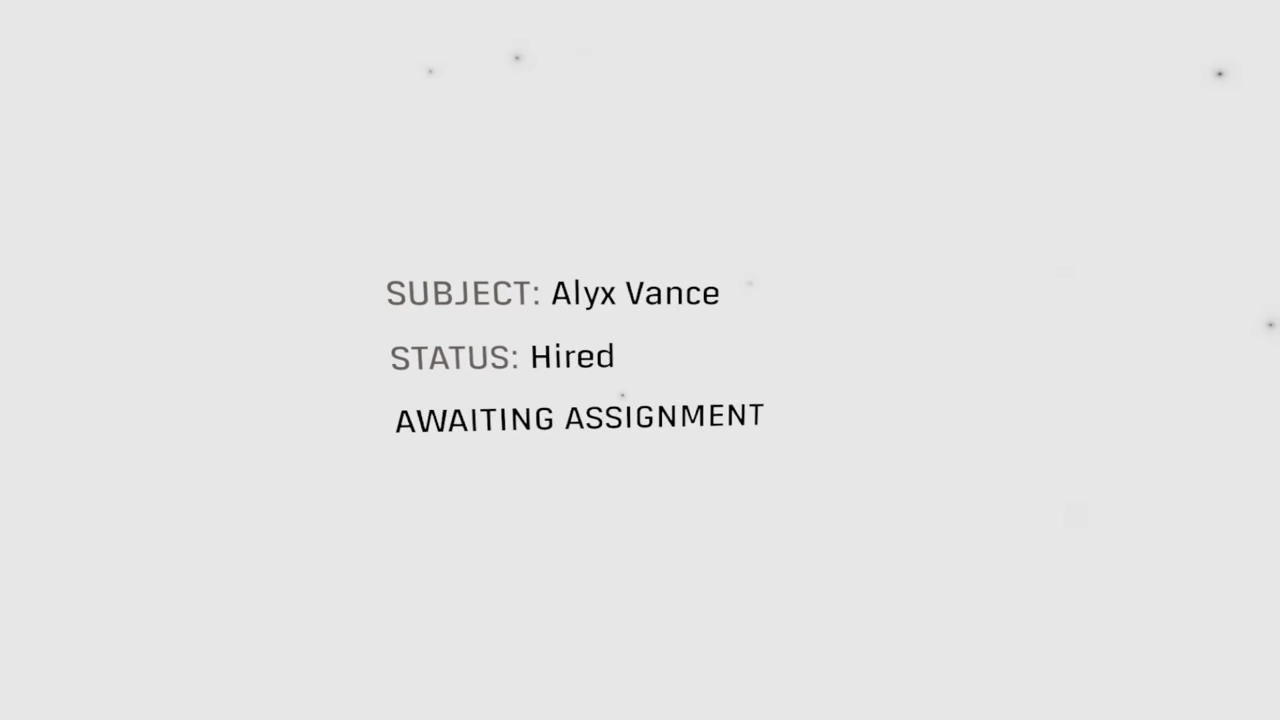 SUBJECT: Alyx Vance
STATUS: Hired
AWAITING ASSIGNMENT